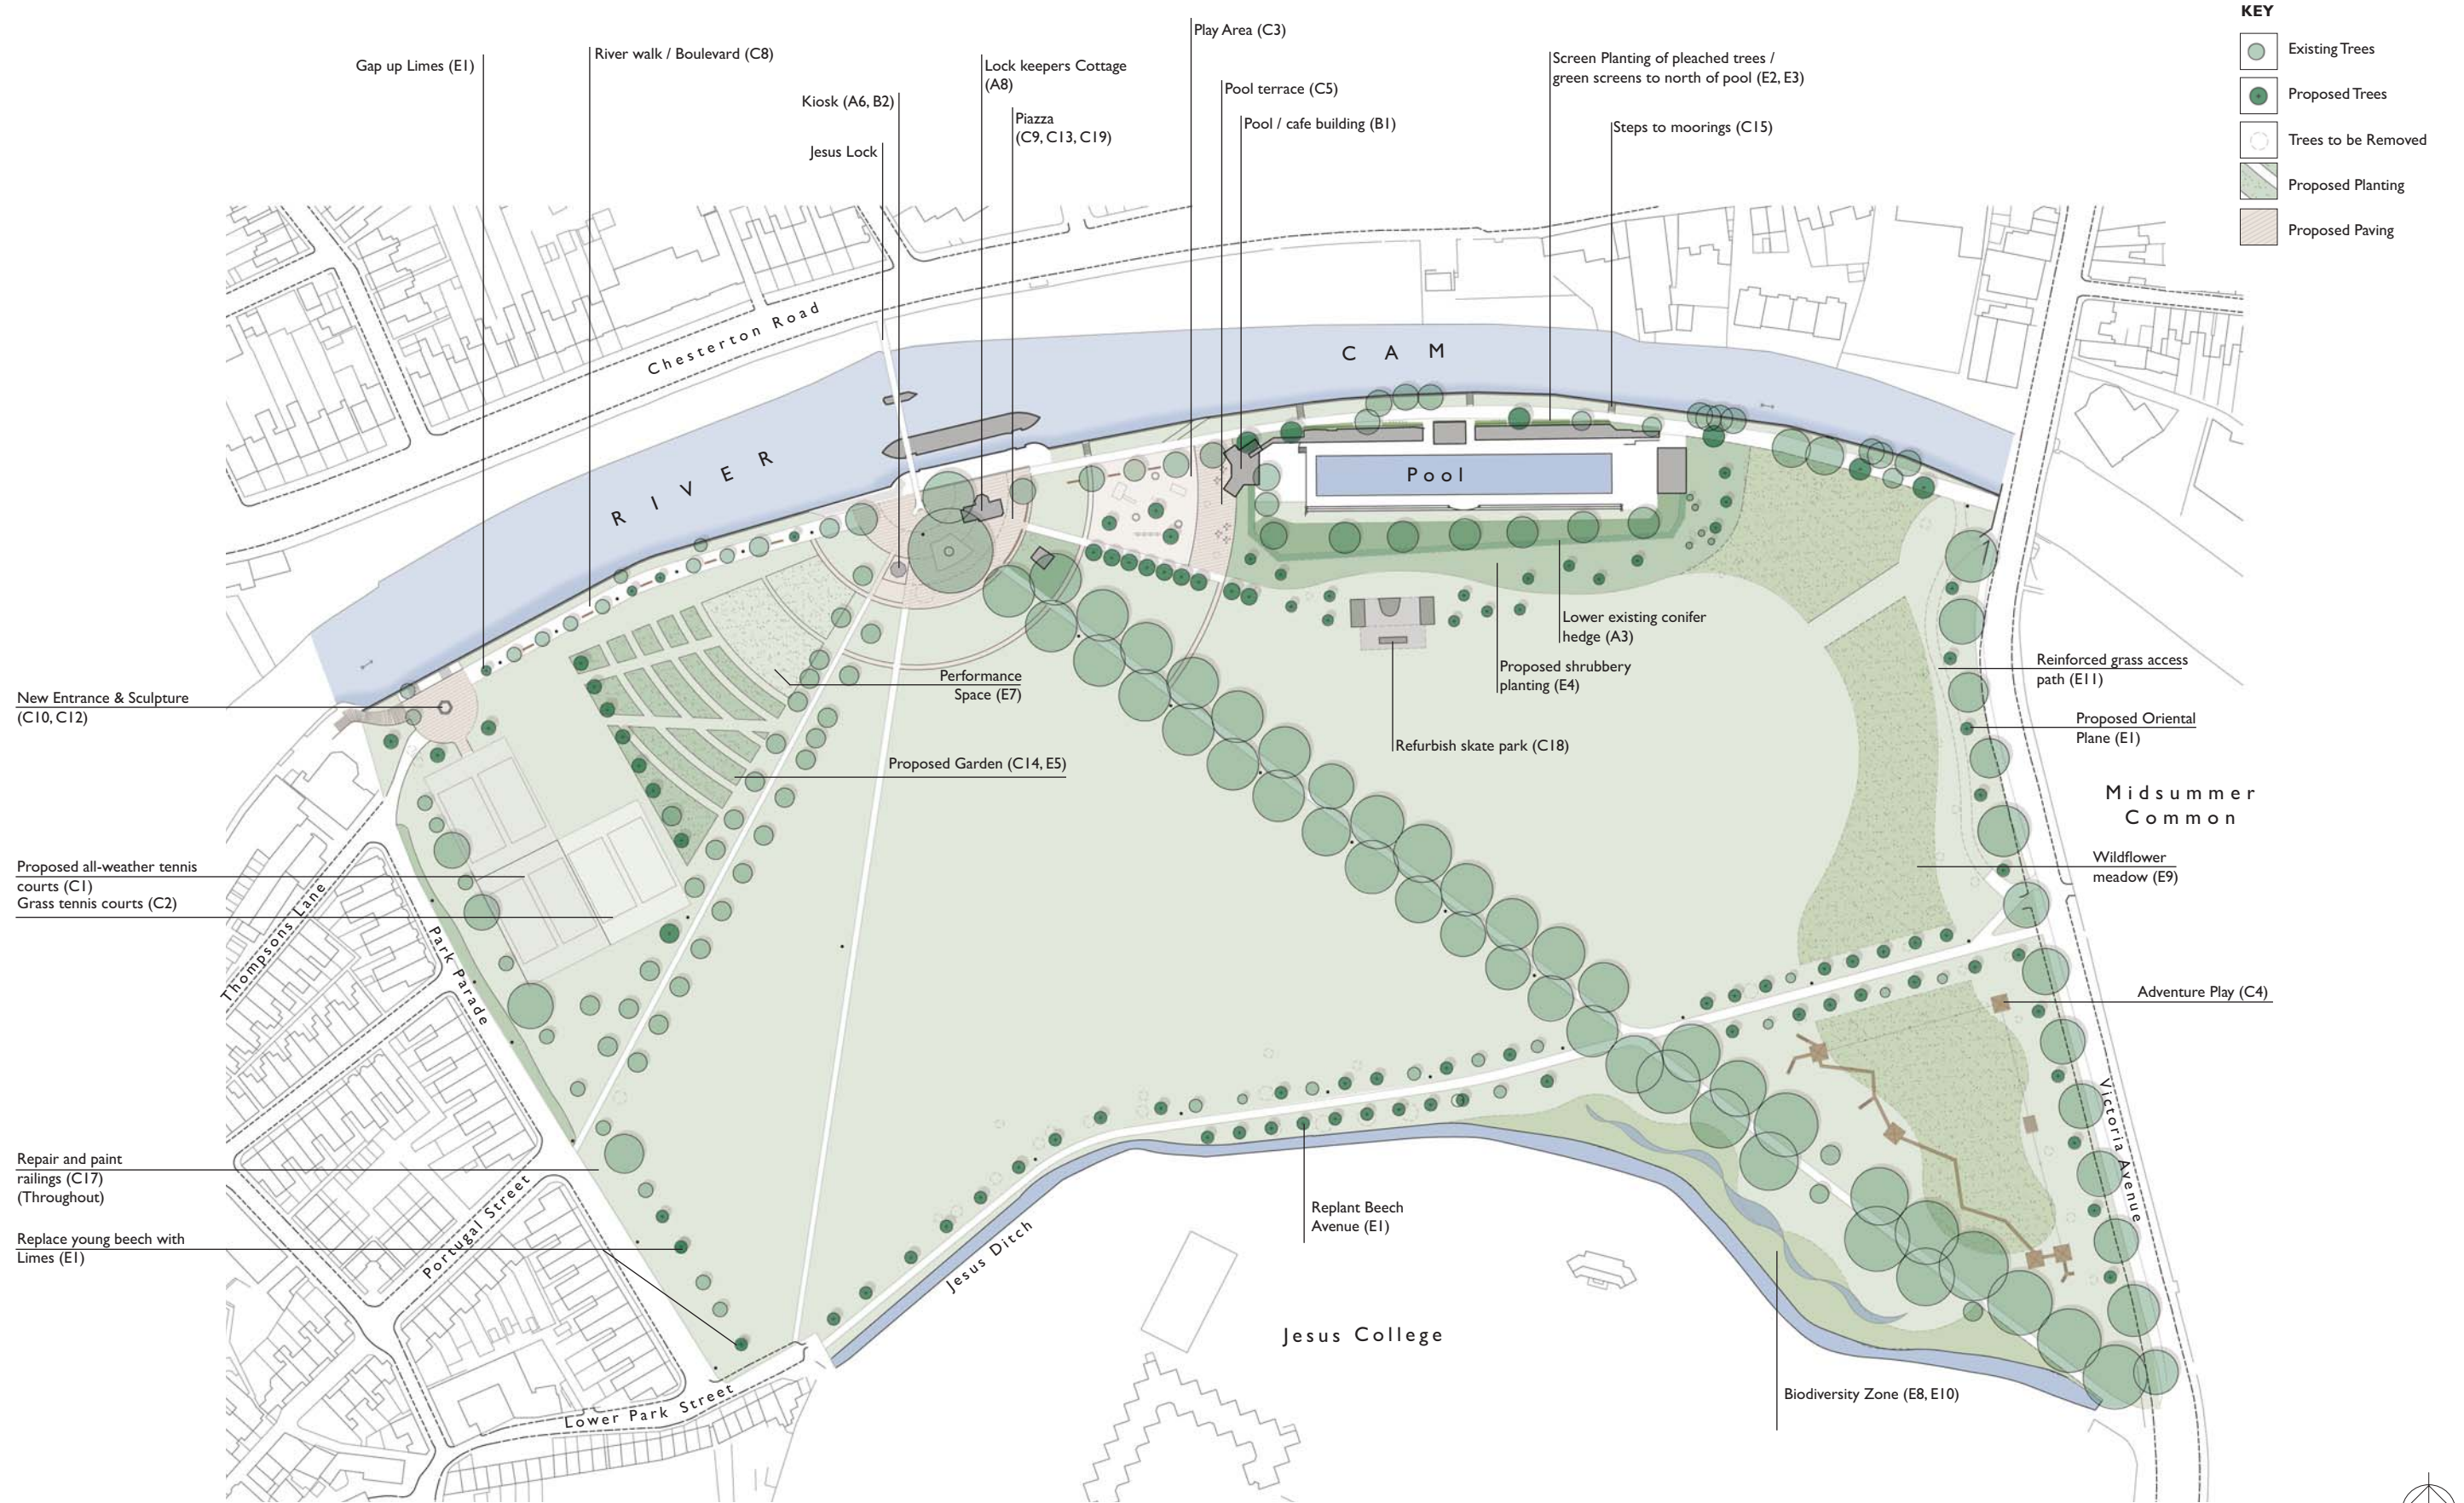 KEY
Existing Trees
Proposed Trees
Trees to be Removed
Proposed Planting
Proposed Paving
Play Area (C3)
River walk / Boulevard (C8)
Gap up Limes (E1)
Lock keepers Cottage
(A8)
Screen Planting of pleached trees /
green screens to north of pool (E2, E3)
Pool terrace (C5)
Kiosk (A6, B2)
Piazza
(C9, C13, C19)
Pool / cafe building (B1)
Steps to moorings (C15)
Jesus Lock
Chesterton Road
RIVER
CAM
Pool
Lower existing conifer
hedge (A3)
Proposed shrubbery
planting (E4)
Performance
Space (E7)
Reinforced grass access
path (E11)
New Entrance & Sculpture
(C10, C12)
Proposed Oriental
Plane (E1)
Refurbish skate park (C18)
Proposed Garden (C14, E5)
Midsummer
Common
Proposed all-weather tennis
courts (C1)
Grass tennis courts (C2)
Wildflower
meadow (E9)
Thompsons Lane
Park Parade
Adventure Play (C4)
Victoria Avenue
Repair and paint
railings (C17)
(Throughout)
Portugal Street
Replace young beech with
Limes (E1)
Replant Beech
Avenue (E1)
Jesus Ditch
Jesus College
Lower Park Street
Biodiversity Zone (E8, E10)